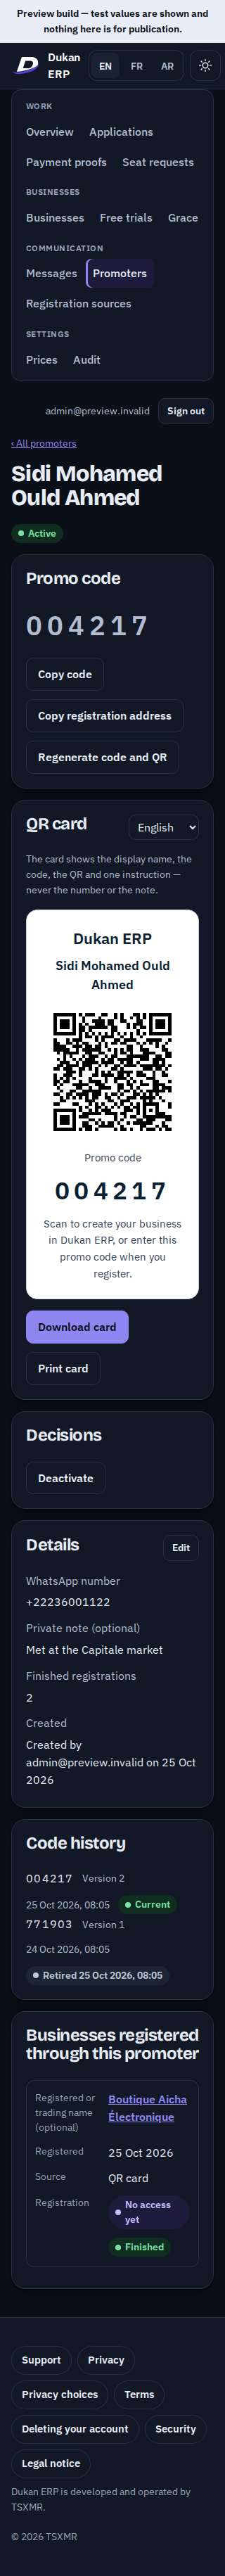 Preview build — test values are shown and
nothing here is for publication.
Dukan
ERP
EN FR AR
WORK
Overview Applications
Payment proofs Seat requests
BUSINESSES
Businesses Free trials Grace
COMMUNICATION
Messages Promoters
Registration sources
SETTINGS
Prices Audit
admin@preview.invalid Sign out
‹ All promoters
Sidi Mohamed
Ould Ahmed
Active
Promo code
004217
Copy code
Copy registration address
Regenerate code and QR
QR card English
The card shows the display name, the
code, the QR and one instruction —
never the number or the note.
Dukan ERP
Sidi Mohamed Ould
Ahmed
Promo code
004217
Scan to create your business
in Dukan ERP, or enter this
promo code when you
register.
Download card
Print card
Decisions
Deactivate
Details Edit
WhatsApp number
+22236001122
Private note (optional)
Met at the Capitale market
Finished registrations
2
Created
Created by
admin@preview.invalid on 25 Oct
2026
Code history
004217 Version 2
25 Oct 2026, 08:05 Current
771903 Version 1
24 Oct 2026, 08:05
Retired 25 Oct 2026, 08:05
Businesses registered
through this promoter
Registered or
trading name
(optional)
Boutique Aicha
Électronique
Registered 25 Oct 2026
Source QR card
Registration No access
yet
Finished
Support Privacy
Privacy choices Terms
Deleting your account Security
Legal notice
Dukan ERP is developed and operated by
TSXMR.
© 2026 TSXMR